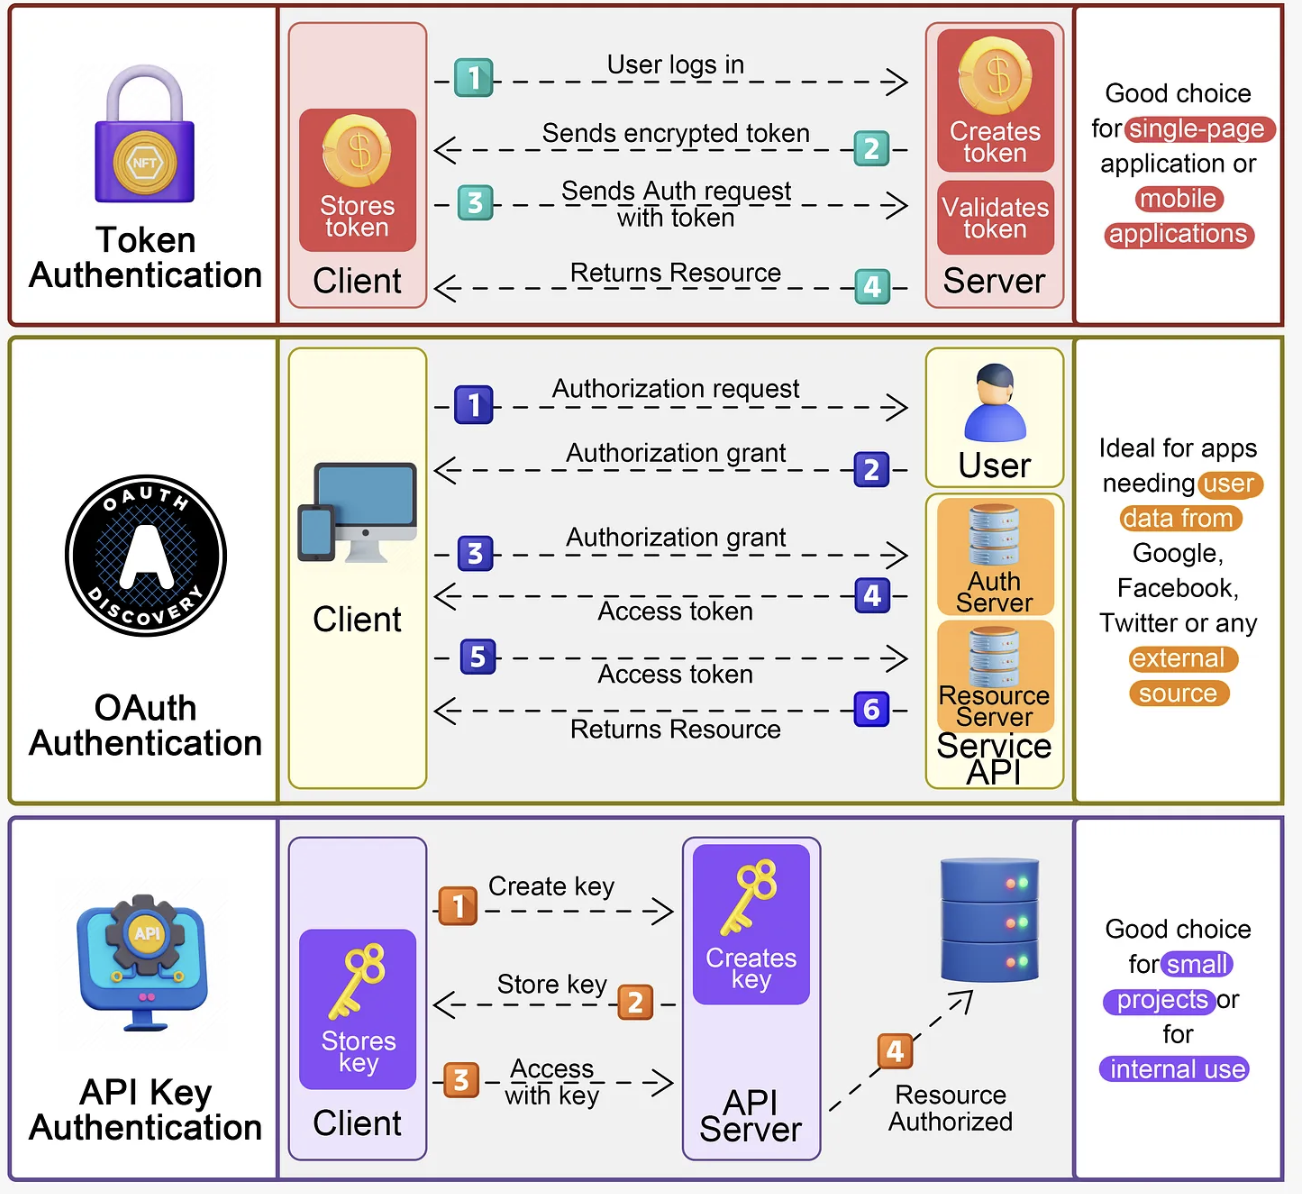 NFT
Token
Authentication
Stores
token
Client
1
User logs in
Sends encrypted token
2
3
Sends Auth request
with token
Returns Resource
4
Creates
token
Validates
token
Server
Good choice
for single-page
application or
mobile
applications
OAUTH
A
DISCOVERY
OAuth
Authentication
Client
1
Authorization request
Authorization grant
2
3
Authorization grant
4
Access token
5
Access token
6
Returns Resource
User
Auth
Server
Resource
Server
Service
API
Ideal for apps
needing user
data from
Google,
Facebook,
Twitter or any
external
source
API
API Key
Authentication
Stores
key
Client
1
Create key
Store key
2
3
Access
with key
Creates
key
API
Server
4
Resource
Authorized
Good choice
for small
projects or
for
internal use